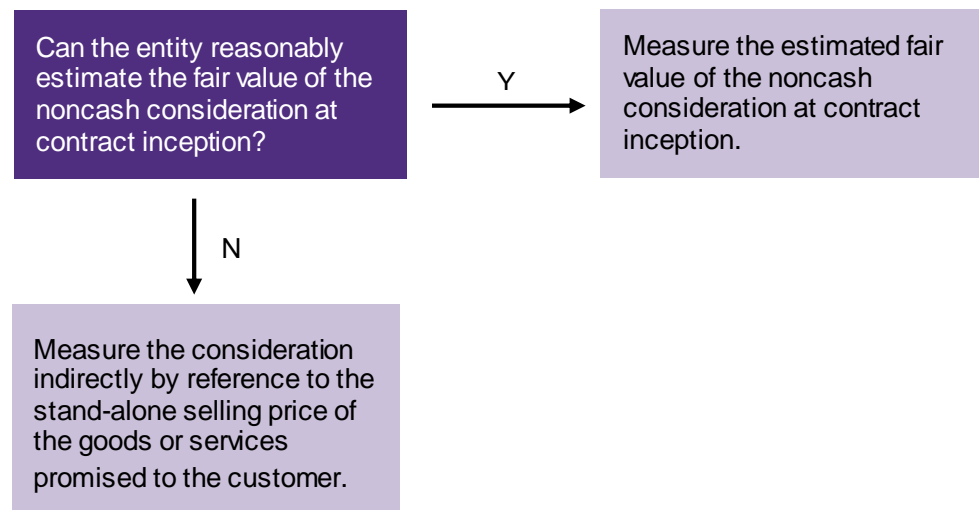 Can the entity reasonably
estimate the fair value of the
noncash consideration at
contract inception?
Y
Measure the estimated fair
value of the noncash
consideration at contract
inception.
N
Measure the consideration
indirectly by reference to the
stand-alone selling price of
the goods or services
promised to the customer.